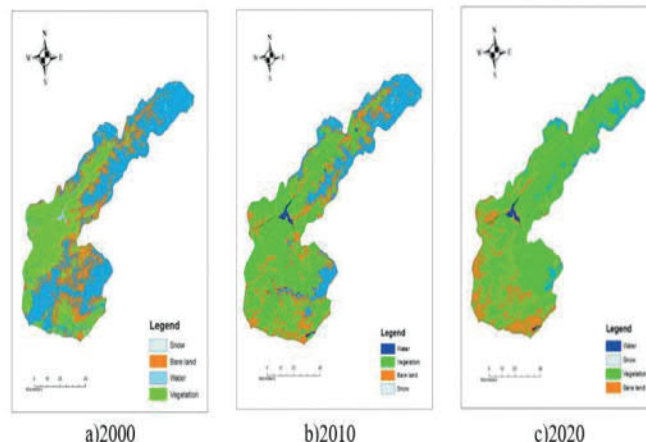 N
W E
S
Legend
Snow
Bare land
Water
Vegetation
a)2000
N
W E
S
Legend
Water
Vegetation
Bare land
Snow
b)2010
N
W E
S
Legend
Water
Snow
Vegetation
Bare land
c)2020